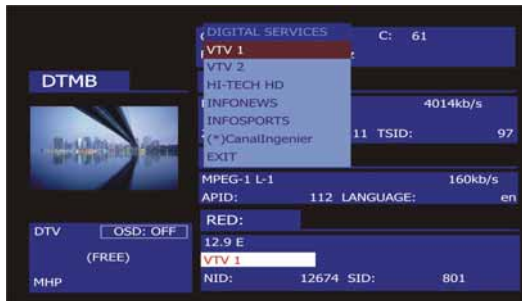 DIGITAL SERVICES
C: 61
VTV 1
VTV 2
DTMB
HI-TECH HD
INFONEWS
4014kb/s
INFOSPORTS
(*)CanalIngenier
11 TSID: 97
EXIT
MPEG-1 L-1 160kb/s
APID: 112 LANGUAGE: en
RED:
DTV OSD: OFF
12.9 E
(FREE)
VTV 1
MHP
NID: 12674 SID: 801